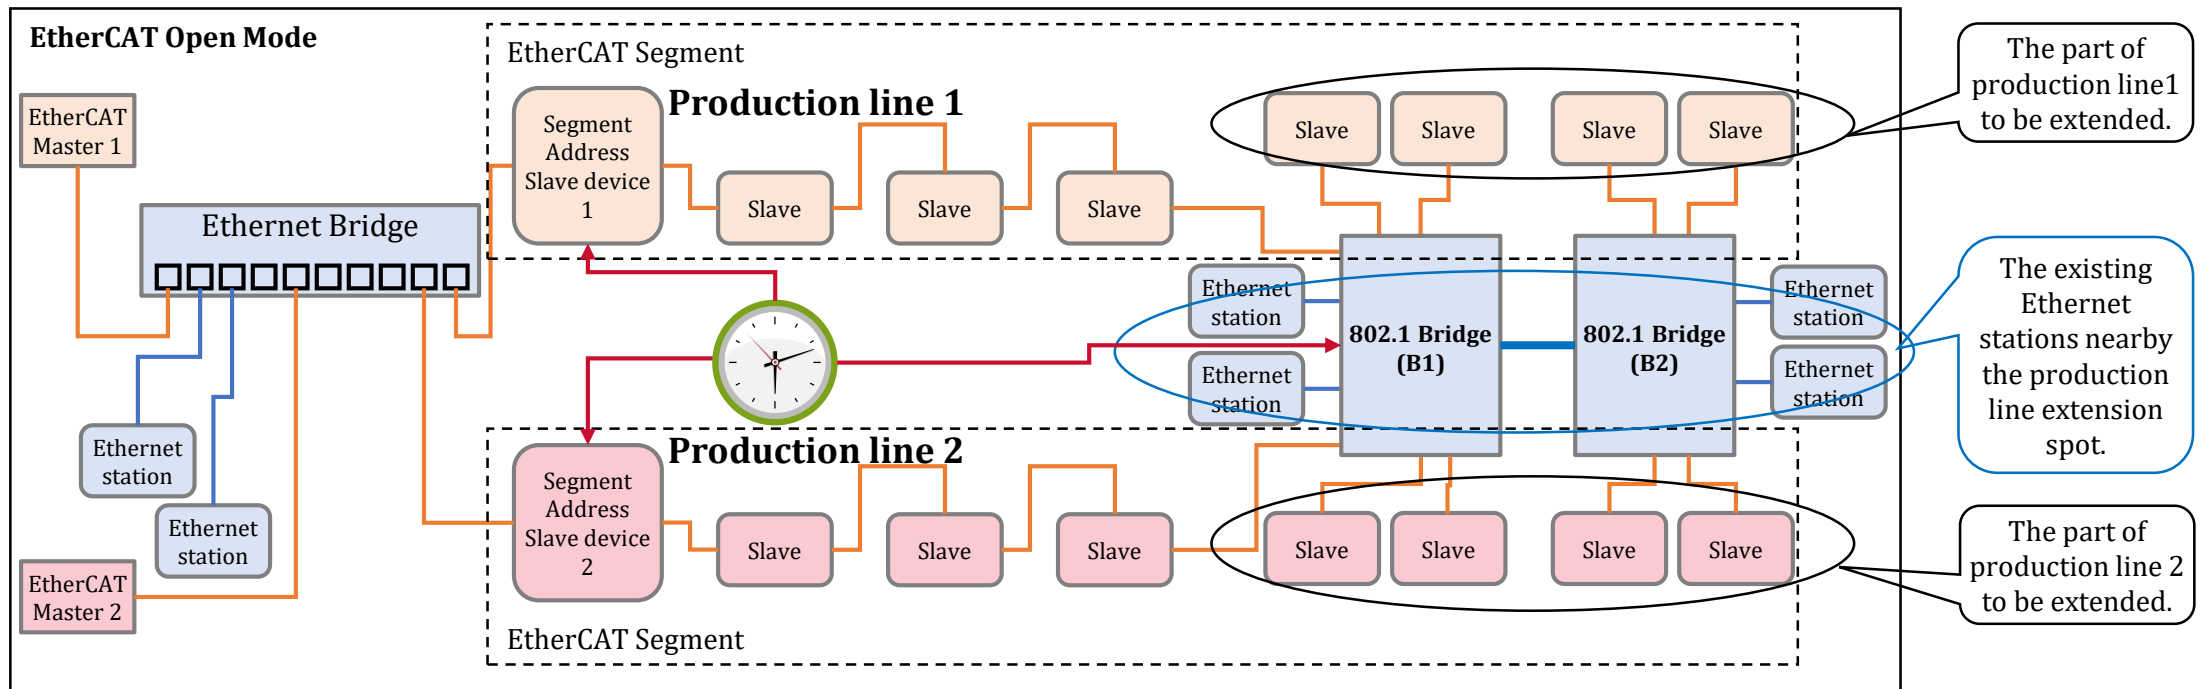 EtherCAT Open Mode
EtherCAT Segment
Production line 1
EtherCAT
Master 1
Segment
Address
Slave device
1
Slave
Slave
Slave
Slave
Slave
Slave
Slave
The part of
production line1
to be extended.
Ethernet Bridge
Ethernet
station
Ethernet
station
802.1 Bridge
(B1)
802.1 Bridge
(B2)
Ethernet
station
Ethernet
station
The existing
Ethernet
stations nearby
the production
line extension
spot.
Ethernet
station
Ethernet
station
EtherCAT
Master 2
Production line 2
Segment
Address
Slave device
2
Slave
Slave
Slave
Slave
Slave
Slave
Slave
EtherCAT Segment
The part of
production line 2
to be extended.